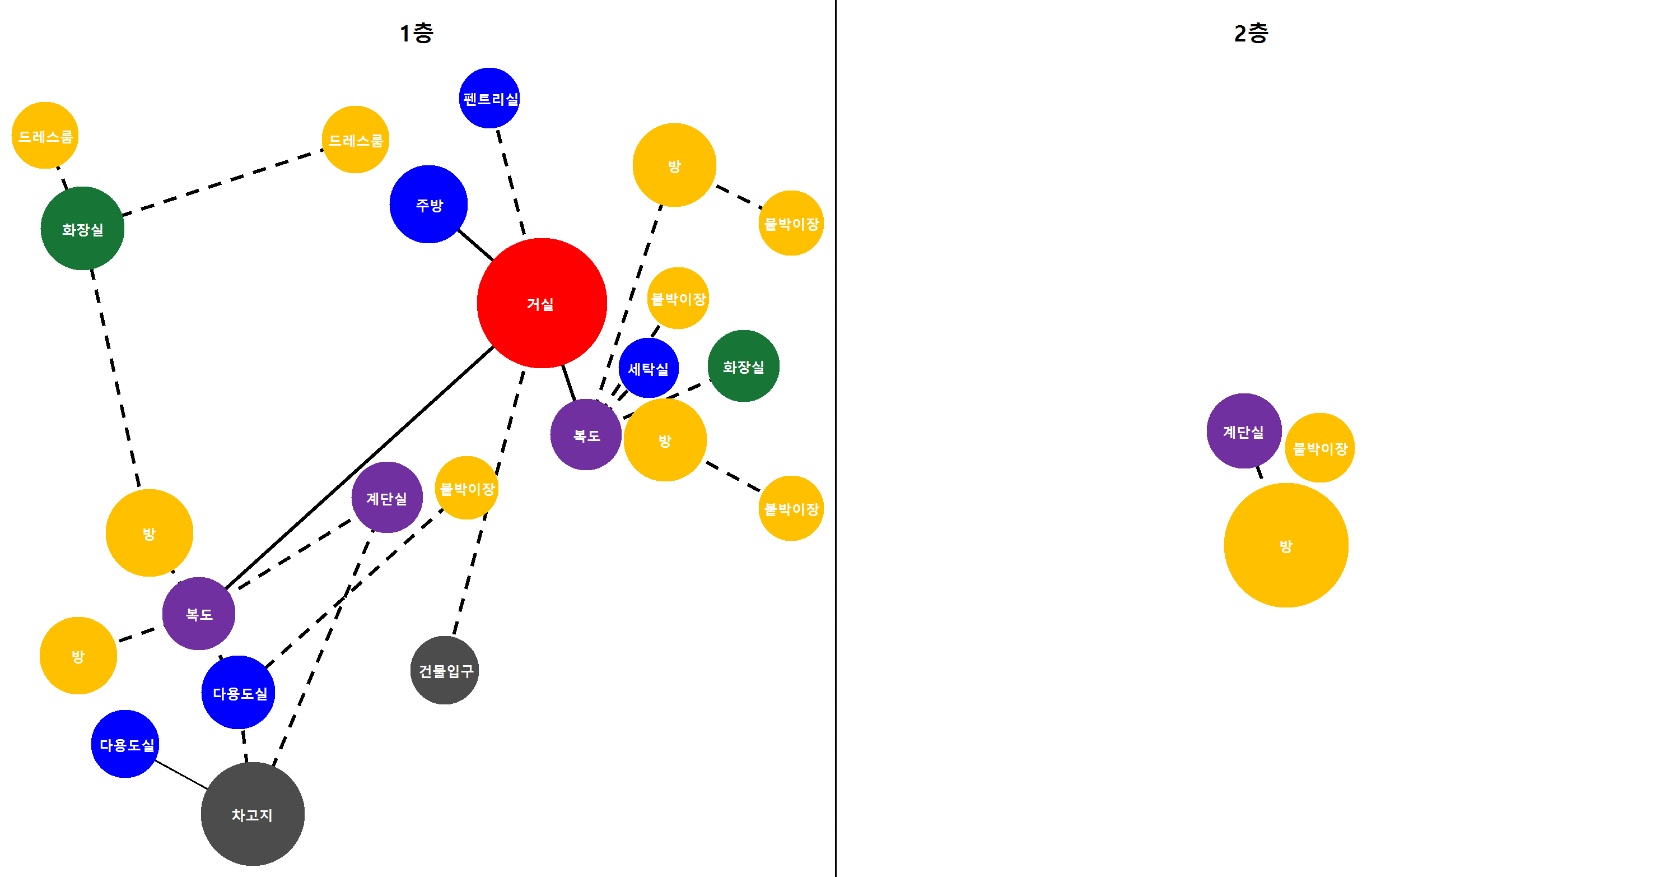 1층
펜트리실
드레스룸
드레스룸
방
주방
붙박이장
화장실
붙박이장
거실
세탁실
화장실
복도
방
계단실
붙박이장
붙박이장
방
복도
방
건물입구
다용도실
다용도실
차고지
2층
계단실
붙박이장
방